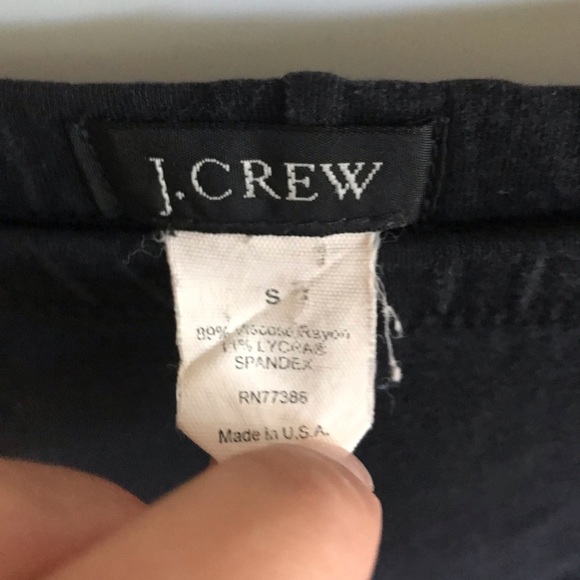 J.CREW
S
89% Viscose/Rayon
11% LYCRA®
SPANDEX
RN77386
Made in U.S.A.